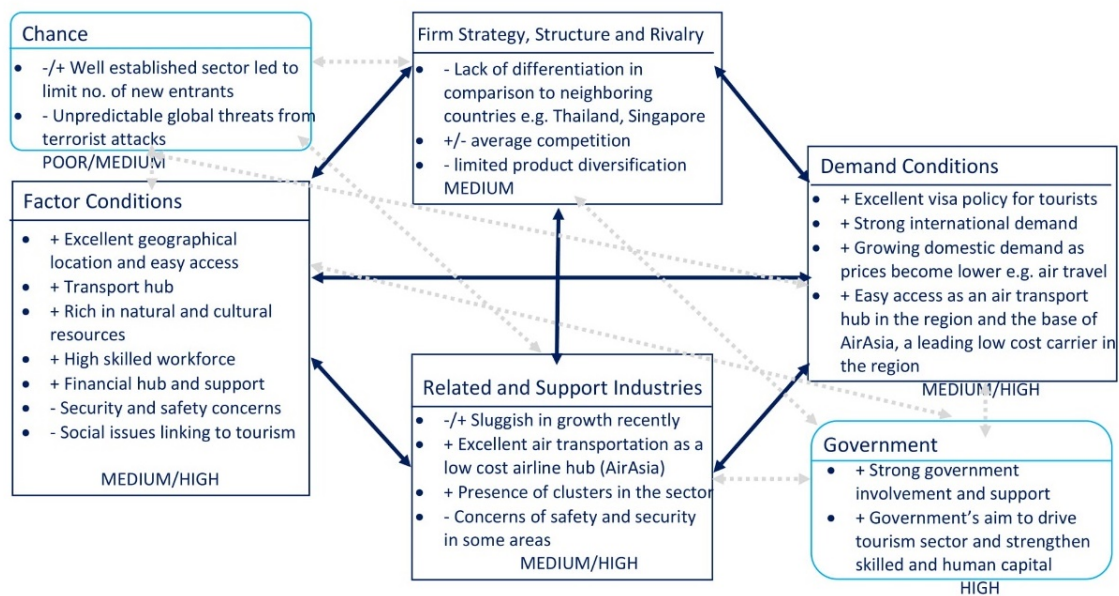 Chance
• -/+ Well established sector led to
limit no. of new entrants
• - Unpredictable global threats from
terrorist attacks
POOR/MEDIUM
Firm Strategy, Structure and Rivalry
• - Lack of differentiation in
comparison to neighboring
countries e.g. Thailand, Singapore
• +/- average competition
• - limited product diversification
MEDIUM
Factor Conditions
• + Excellent geographical
location and easy access
• + Transport hub
• + Rich in natural and cultural
resources
• + High skilled workforce
• + Financial hub and support
• - Security and safety concerns
• - Social issues linking to tourism
MEDIUM/HIGH
Demand Conditions
• + Excellent visa policy for tourists
• + Strong international demand
• + Growing domestic demand as
prices become lower e.g. air travel
• + Easy access as an air transport
hub in the region and the base of
AirAsia, a leading low cost carrier in
the region
MEDIUM/HIGH
Related and Support Industries
• -/+ Sluggish in growth recently
• + Excellent air transportation as a
low cost airline hub (AirAsia)
• + Presence of clusters in the sector
• - Concerns of safety and security
in some areas
MEDIUM/HIGH
Government
• + Strong government
involvement and support
• + Government's aim to drive
tourism sector and strengthen
skilled and human capital
HIGH